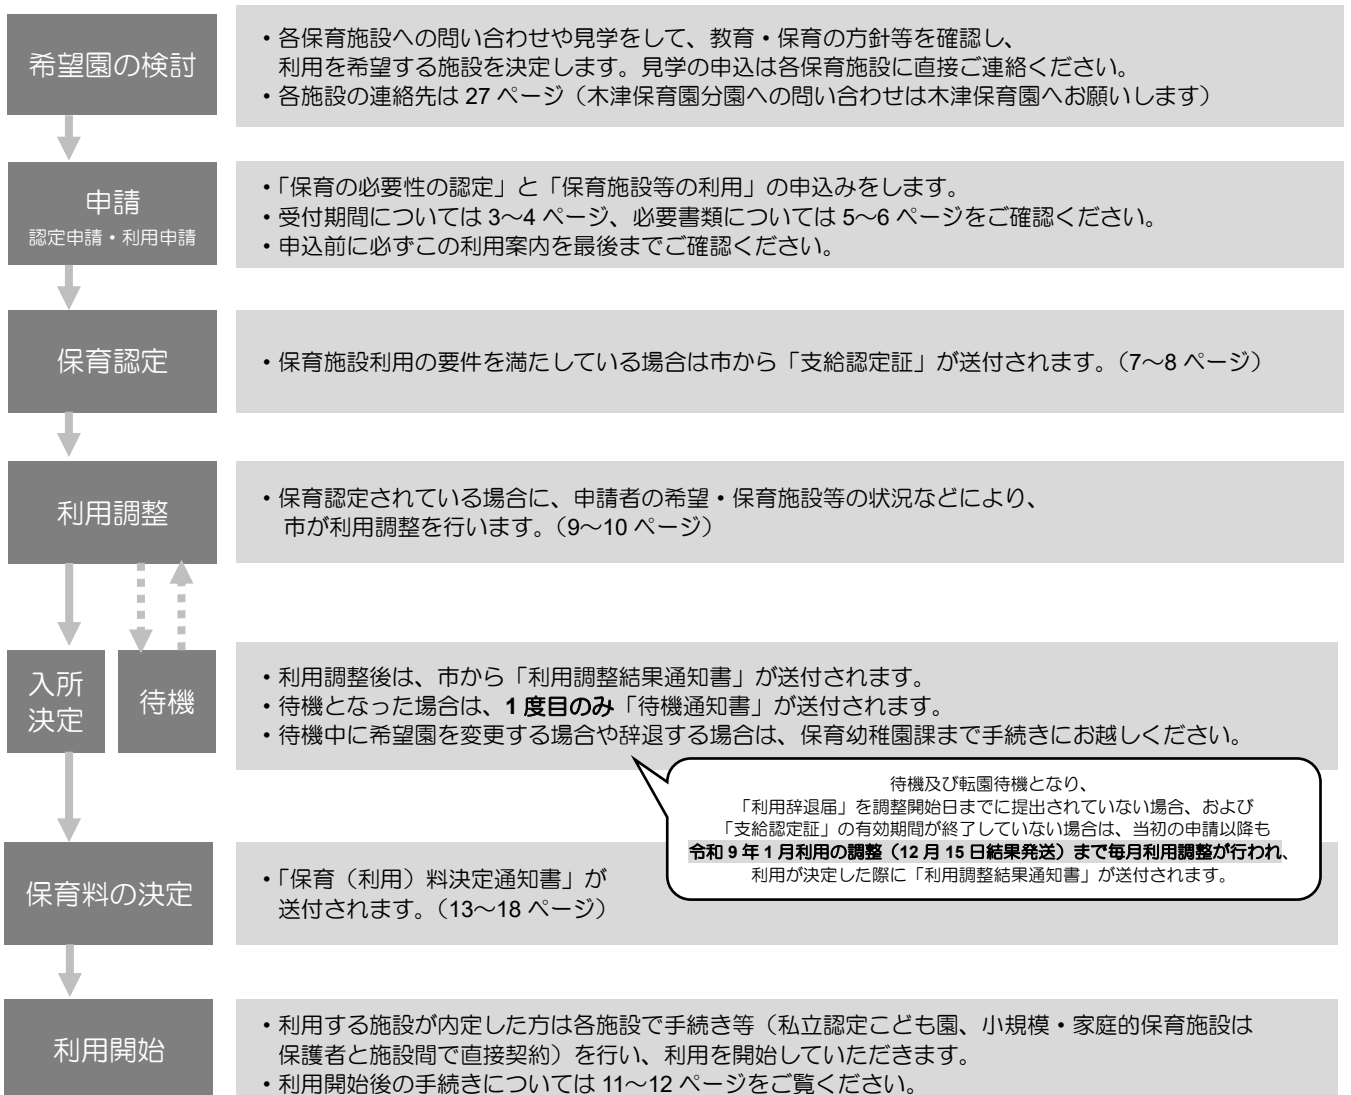 希望園の検討
・各保育施設への問い合わせや見学をして、教育・保育の方針等を確認し、
利用を希望する施設を決定します。見学の申込は各保育施設に直接ご連絡ください。
・各施設の連絡先は 27 ページ（木津保育園分園への問い合わせは木津保育園へお願いします）
申請
認定申請・利用申請
・「保育の必要性の認定」と「保育施設等の利用」の申込みをします。
・受付期間については 3～4 ページ、必要書類については 5～6 ページをご確認ください。
・申込前に必ずこの利用案内を最後までご確認ください。
保育認定
・保育施設利用の要件を満たしている場合は市から「支給認定証」が送付されます。（7～8 ページ）
利用調整
・保育認定されている場合に、申請者の希望・保育施設等の状況などにより、
市が利用調整を行います。（9～10 ページ）
入所
決定
待機
・利用調整後は、市から「利用調整結果通知書」が送付されます。
・待機となった場合は、1 度目のみ「待機通知書」が送付されます。
・待機中に希望園を変更する場合や辞退する場合は、保育幼稚園課まで手続きにお越しください。
待機及び転園待機となり、
「利用辞退届」を調整開始日までに提出されていない場合、および
「支給認定証」の有効期間が終了していない場合は、当初の申請以降も
令和 9 年 1 月利用の調整（12 月 15 日結果発送）まで毎月利用調整が行われ、
利用が決定した際に「利用調整結果通知書」が送付されます。
保育料の決定
・「保育（利用）料決定通知書」が
送付されます。（13～18 ページ）
利用開始
・利用する施設が内定した方は各施設で手続き等（私立認定こども園、小規模・家庭的保育施設は
保護者と施設間で直接契約）を行い、利用を開始していただきます。
・利用開始後の手続きについては 11～12 ページをご覧ください。